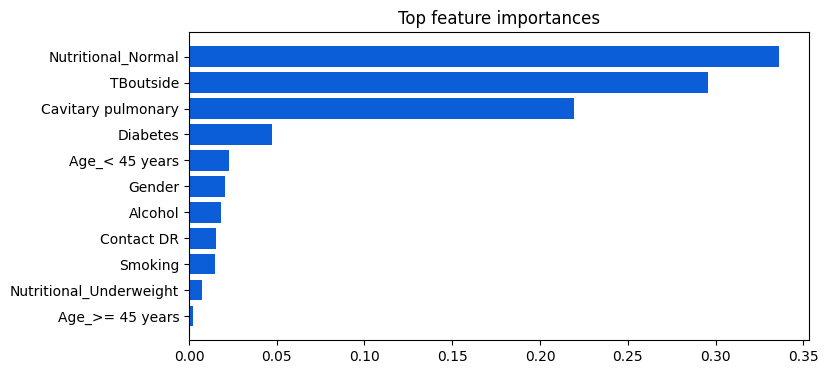 Top feature importances
Nutritional_Normal
TBoutside
Cavitary pulmonary
Diabetes
Age_< 45 years
Gender
Alcohol
Contact DR
Smoking
Nutritional_Underweight
Age_>= 45 years
0.00 0.05 0.10 0.15 0.20 0.25 0.30 0.35